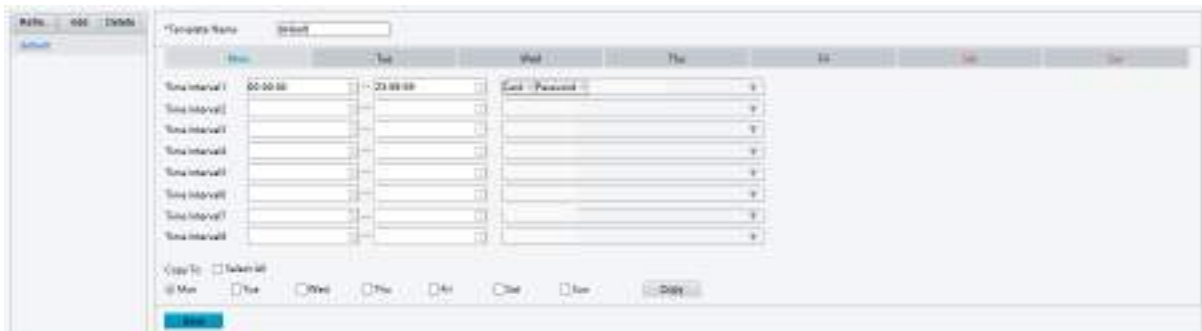 Add Delete
default
*Template Name default
Mon Tue Wed Thu Fri Sat Sun
Time Interval1 00:00:00 — 23:59:59 Card Password
Time Interval2 —
Time Interval3 —
Time Interval4 —
Time Interval5 —
Time Interval6 —
Time Interval7 —
Time Interval8 —
Copy To Select All
Mon Tue Wed Thu Fri Sat Sun Copy
Save